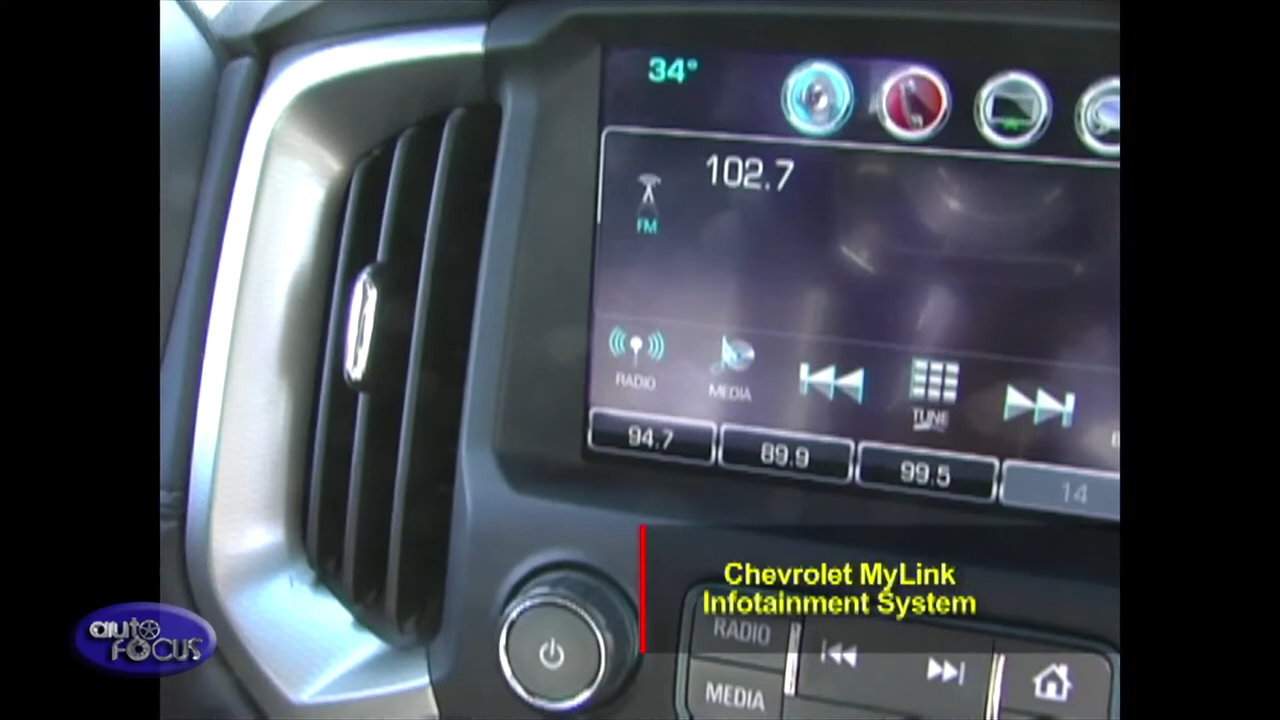 34°
102.7
FM
RADIO
MEDIA
TUNE
94.7
89.9
99.5
14
Chevrolet MyLink
Infotainment System
RADIO
MEDIA
auto
FOCUS